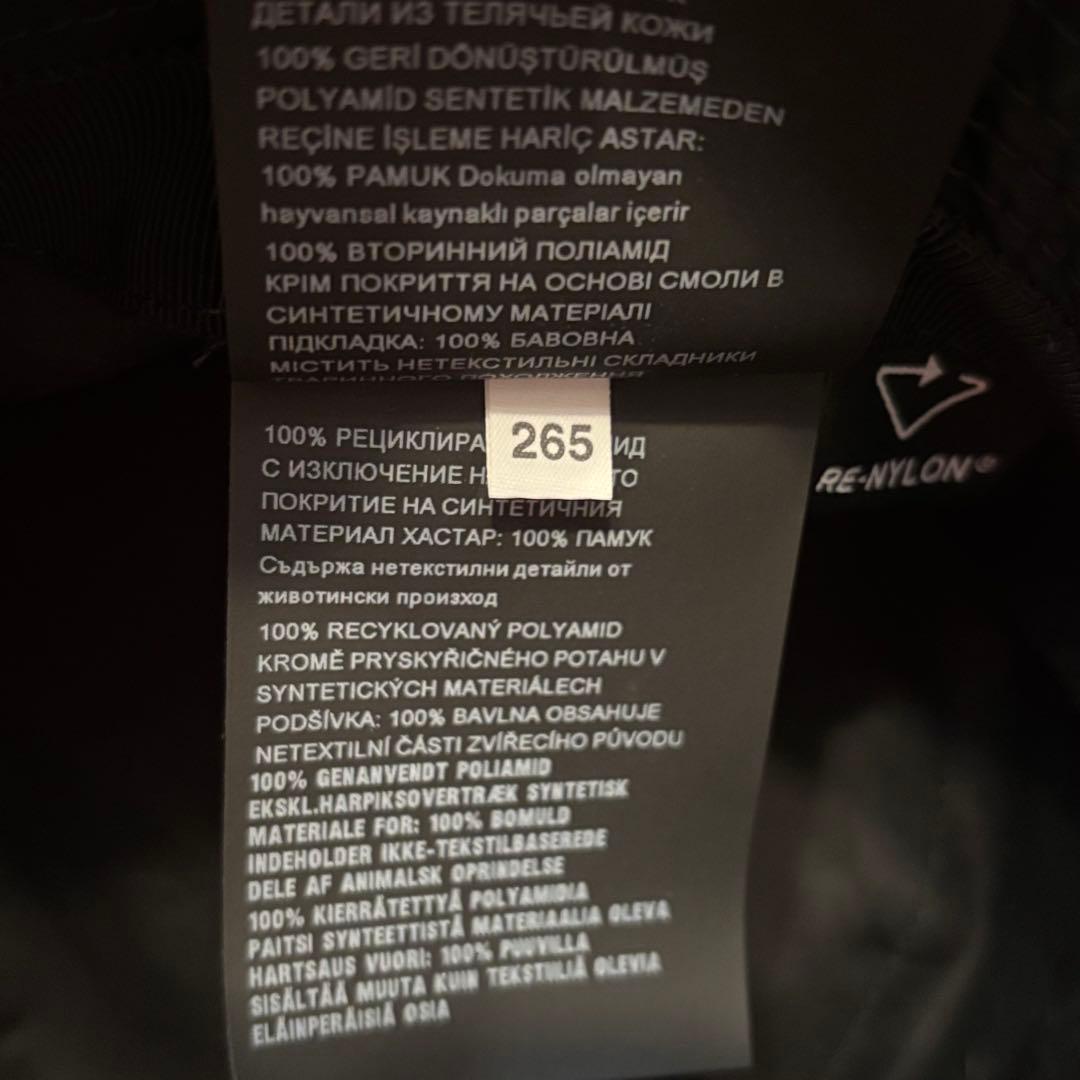 ДЕТАЛИ ИЗ ТЕЛЯЧЬЕЙ КОЖИ
100% GERİ DÖNÜŞTÜRÜLMÜŞ
POLYAMİD SENTETİK MALZEMEDEN
REÇİNE İŞLEME HARİÇ ASTAR:
100% PAMUK Dokuma olmayan
hayvansal kaynaklı parçalar içerir
100% ВТОРИННИЙ ПОЛІАМІД
КРІМ ПОКРИТТЯ НА ОСНОВІ СМОЛИ В
СИНТЕТИЧНОМУ МАТЕРІАЛІ
ПІДКЛАДКА: 100% БАВОВНА
МІСТИТЬ НЕТЕКСТИЛЬНІ СКЛАДНИКИ
ТВАРИННОГО ПОХОДЖЕННЯ
265
RE-NYLON®
100% РЕЦИКЛИРА ИД
С ИЗКЛЮЧЕНИЕ Н ТО
ПОКРИТИЕ НА СИНТЕТИЧНИЯ
МАТЕРИАЛ ХАСТАР: 100% ПАМУК
Съдържа нетекстилни детайли от
животински произход
100% RECYKLOVANÝ POLYAMID
KROMĚ PRYSKYŘIČNÉHO POTAHU V
SYNTETICKÝCH MATERIÁLECH
PODŠÍVKA: 100% BAVLNA OBSAHUJE
NETEXTILNÍ ČÁSTI ZVÍŘECÍHO PŮVODU
100% GENANVENDT POLIAMID
EKSKL.HARPIKSOVERTRÆK SYNTETISK
MATERIALE FOR: 100% BOMULD
INDEHOLDER IKKE-TEKSTILBASEREDE
DELE AF ANIMALSK OPRINDELSE
100% KIERRÄTETTYÄ POLYAMIDIA
PAITSI SYNTEETTISTÄ MATERIAALIA OLEVA
HARTSAUS VUORI: 100% PUUVILLA
SISÄLTÄÄ MUUTA KUIN TEKSTIILIÄ OLEVIA
ELÄINPERÄISIÄ OSIA